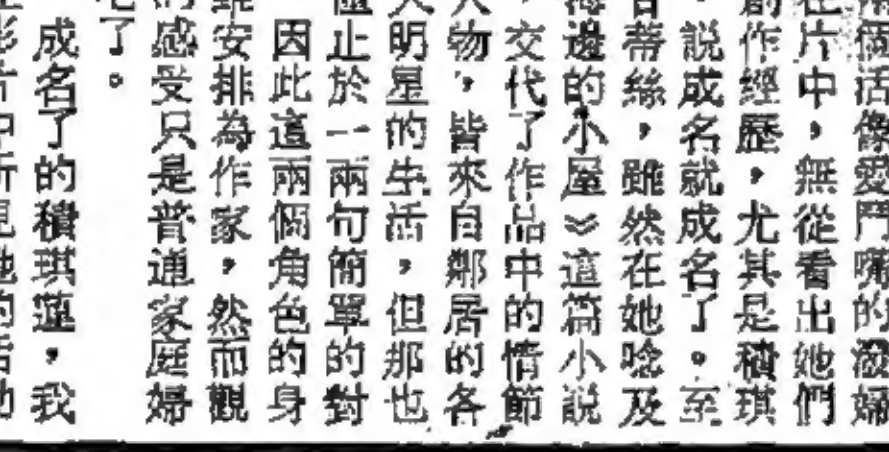 兩個活像愛鬥嘴的潑婦
在片中，無從看出她們
創作經歷，尤其是積琪
說成名就成名了。至
蒂絲，雖然在她唸及
海邊的小屋》這篇小說
，交代了作品中的情節
人物，皆來自鄰居的各
大明星的生活，但那也
僅止於一兩句簡單的對
因此這兩個角色的身
安排為作家，然而觀
的感受只是普通家庭婦
了。
成名了的積琪蓮，我
影片中所見她的活動